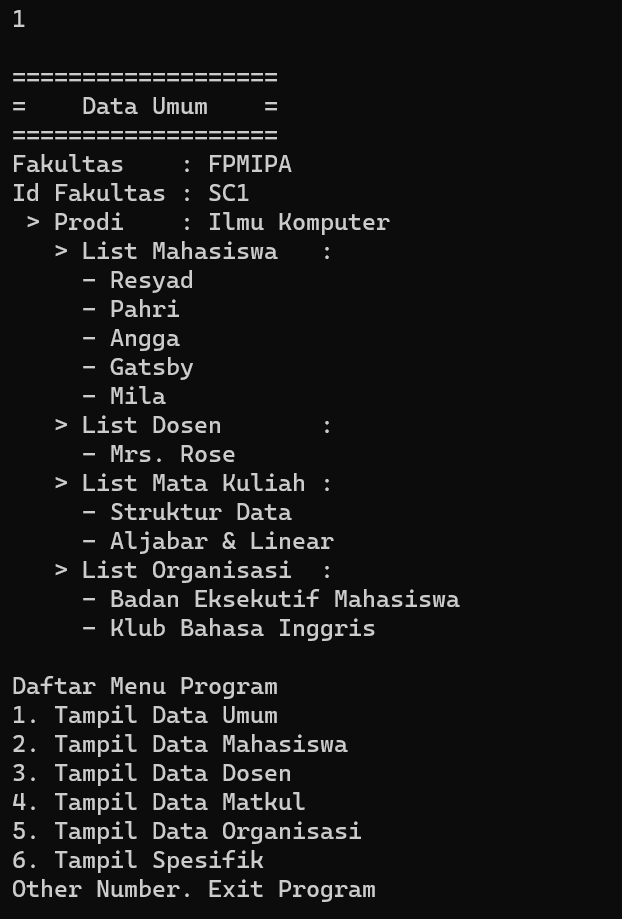 1
===================
=    Data Umum    =
===================
Fakultas    : FPMIPA
Id Fakultas : SC1
 > Prodi    : Ilmu Komputer
   > List Mahasiswa   :
     - Resyad
     - Pahri
     - Angga
     - Gatsby
     - Mila
   > List Dosen       :
     - Mrs. Rose
   > List Mata Kuliah :
     - Struktur Data
     - Aljabar & Linear
   > List Organisasi  :
     - Badan Eksekutif Mahasiswa
     - Klub Bahasa Inggris
Daftar Menu Program
1. Tampil Data Umum
2. Tampil Data Mahasiswa
3. Tampil Data Dosen
4. Tampil Data Matkul
5. Tampil Data Organisasi
6. Tampil Spesifik
Other Number. Exit Program